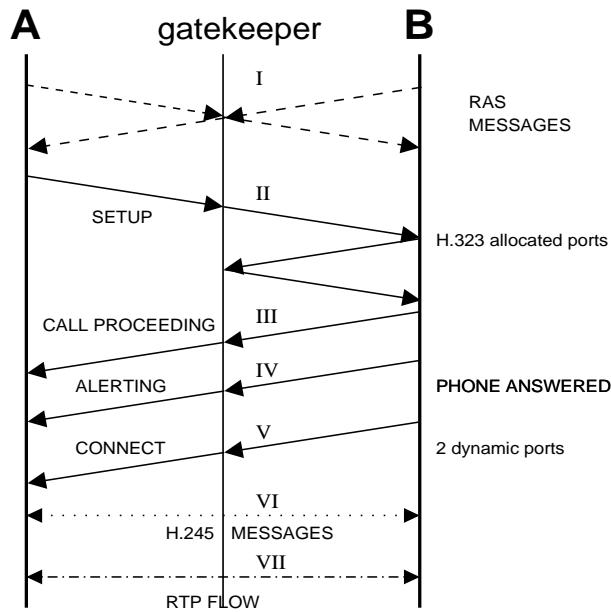 A gatekeeper B
I
RAS
MESSAGES
II
SETUP
H.323 allocated ports
III
CALL PROCEEDING
IV
ALERTING
PHONE ANSWERED
V
CONNECT
2 dynamic ports
VI
H.245 MESSAGES
VII
RTP FLOW